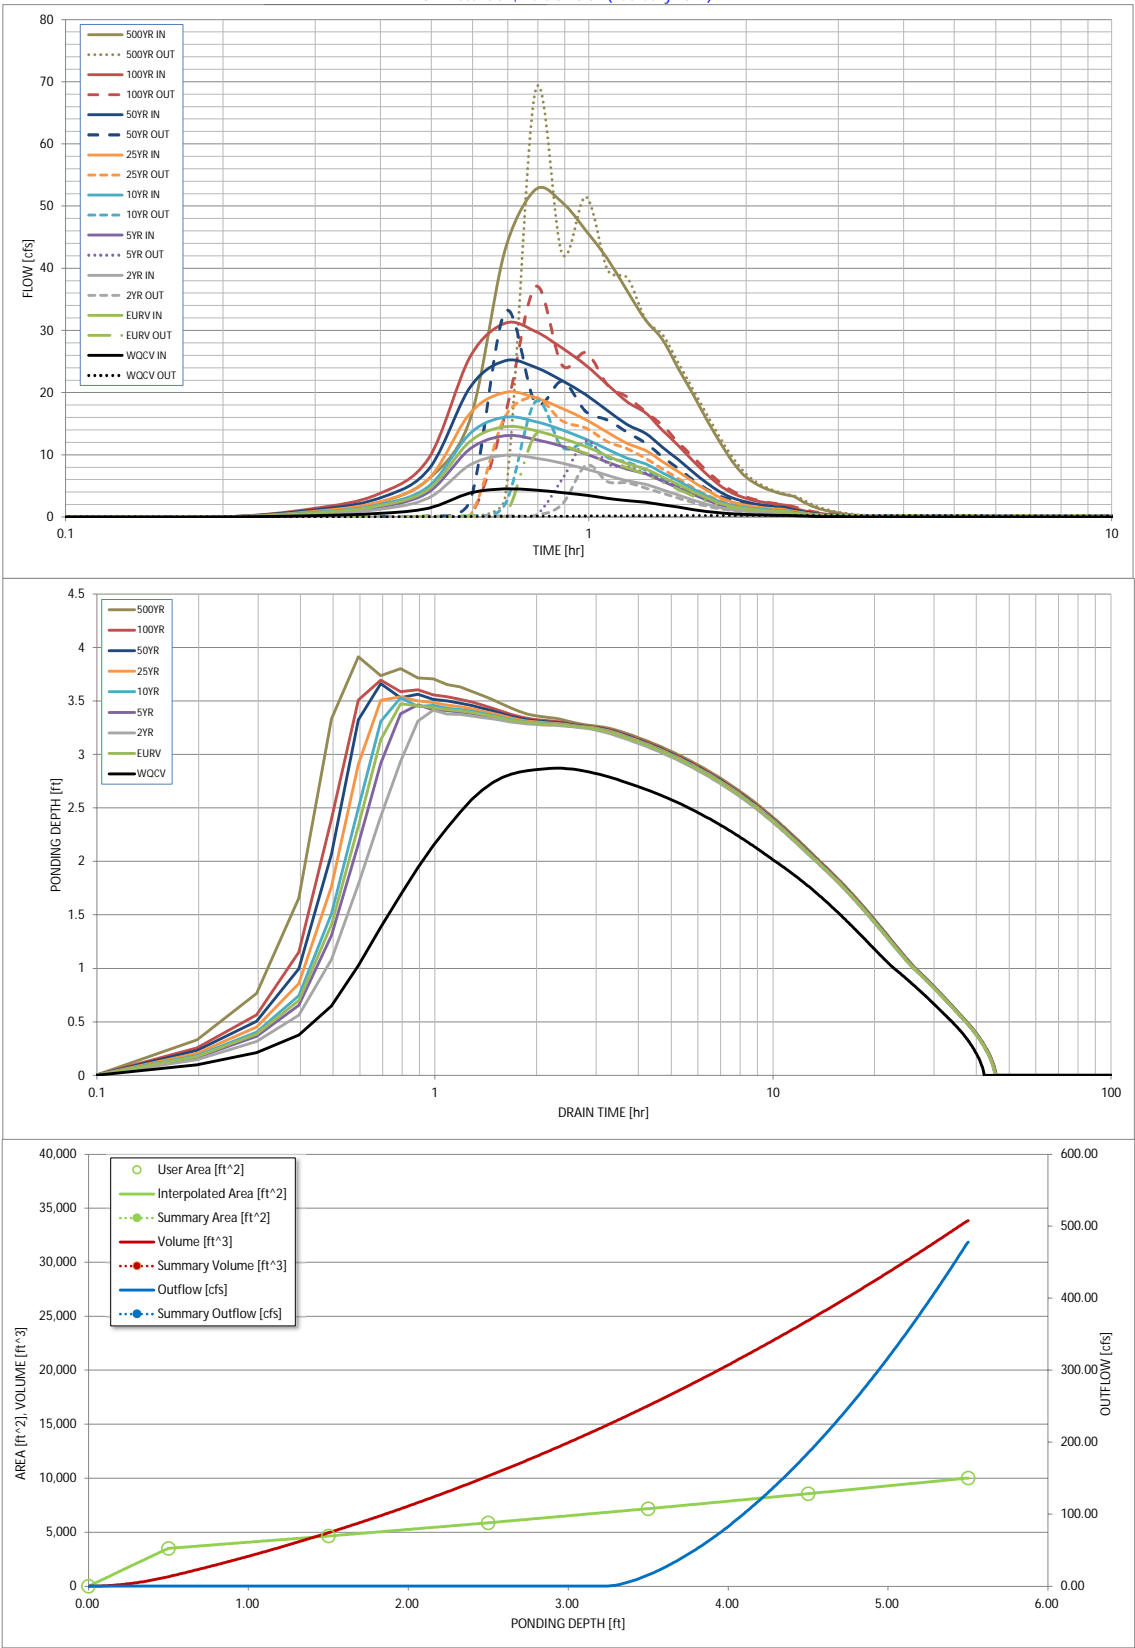 80
70
60
50
40
30
20
10
0
FLOW [cfs]
500YR IN
500YR OUT
100YR IN
100YR OUT
50YR IN
50YR OUT
25YR IN
25YR OUT
10YR IN
10YR OUT
5YR IN
5YR OUT
2YR IN
2YR OUT
EURV IN
EURV OUT
WQCV IN
WQCV OUT
0.1
1
10
TIME [hr]
4.5
4
3.5
3
2.5
2
1.5
1
0.5
0
PONDING DEPTH [ft]
500YR
100YR
50YR
25YR
10YR
5YR
2YR
EURV
WQCV
0.1
1
10
100
DRAIN TIME [hr]
40,000
35,000
30,000
25,000
20,000
15,000
10,000
5,000
0
AREA [ft^2], VOLUME [ft^3]
User Area [ft^2]
Interpolated Area [ft^2]
Summary Area [ft^2]
Volume [ft^3]
Summary Volume [ft^3]
Outflow [cfs]
Summary Outflow [cfs]
600.00
500.00
400.00
300.00
200.00
100.00
0.00
OUTFLOW [cfs]
0.00
1.00
2.00
3.00
4.00
5.00
6.00
PONDING DEPTH [ft]